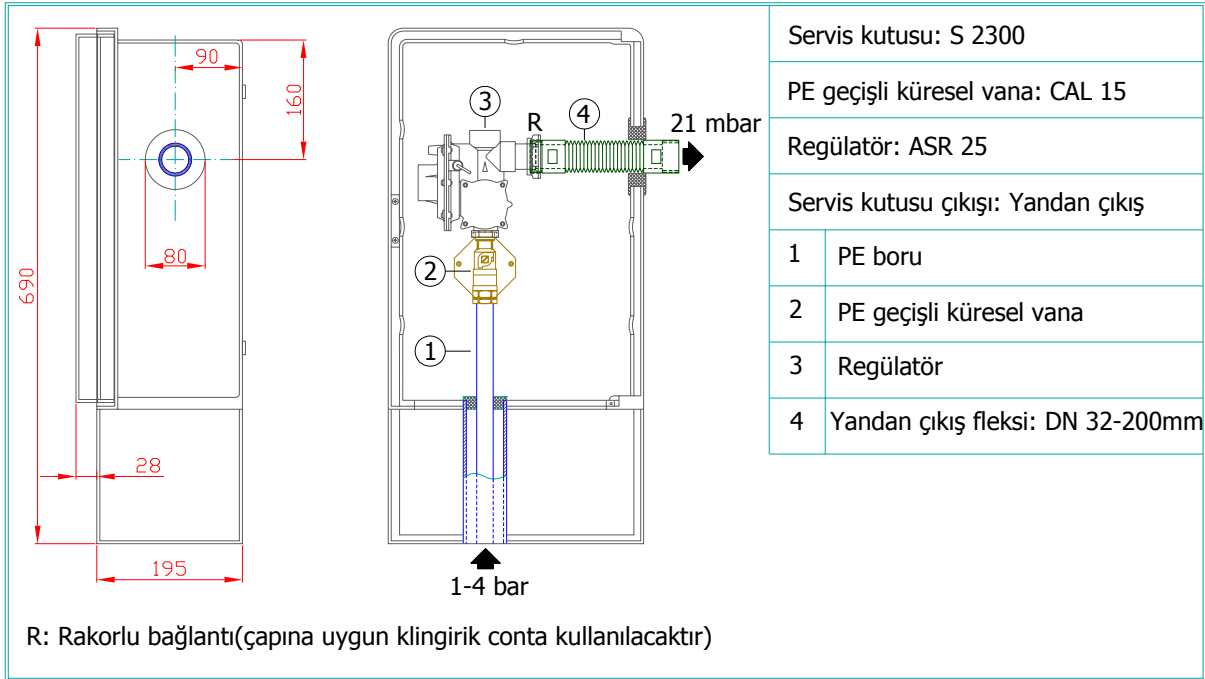 90
160
690
80
28
195
3
R
4
21 mbar
2
1
1-4 bar
Servis kutusu: S 2300
PE geçişli küresel vana: CAL 15
Regülatör: ASR 25
Servis kutusu çıkışı: Yandan çıkış
1 PE boru
2 PE geçişli küresel vana
3 Regülatör
4 Yandan çıkış fleksi: DN 32-200mm
R: Rakorlu bağlantı(çapına uygun klingirik conta kullanılacaktır)